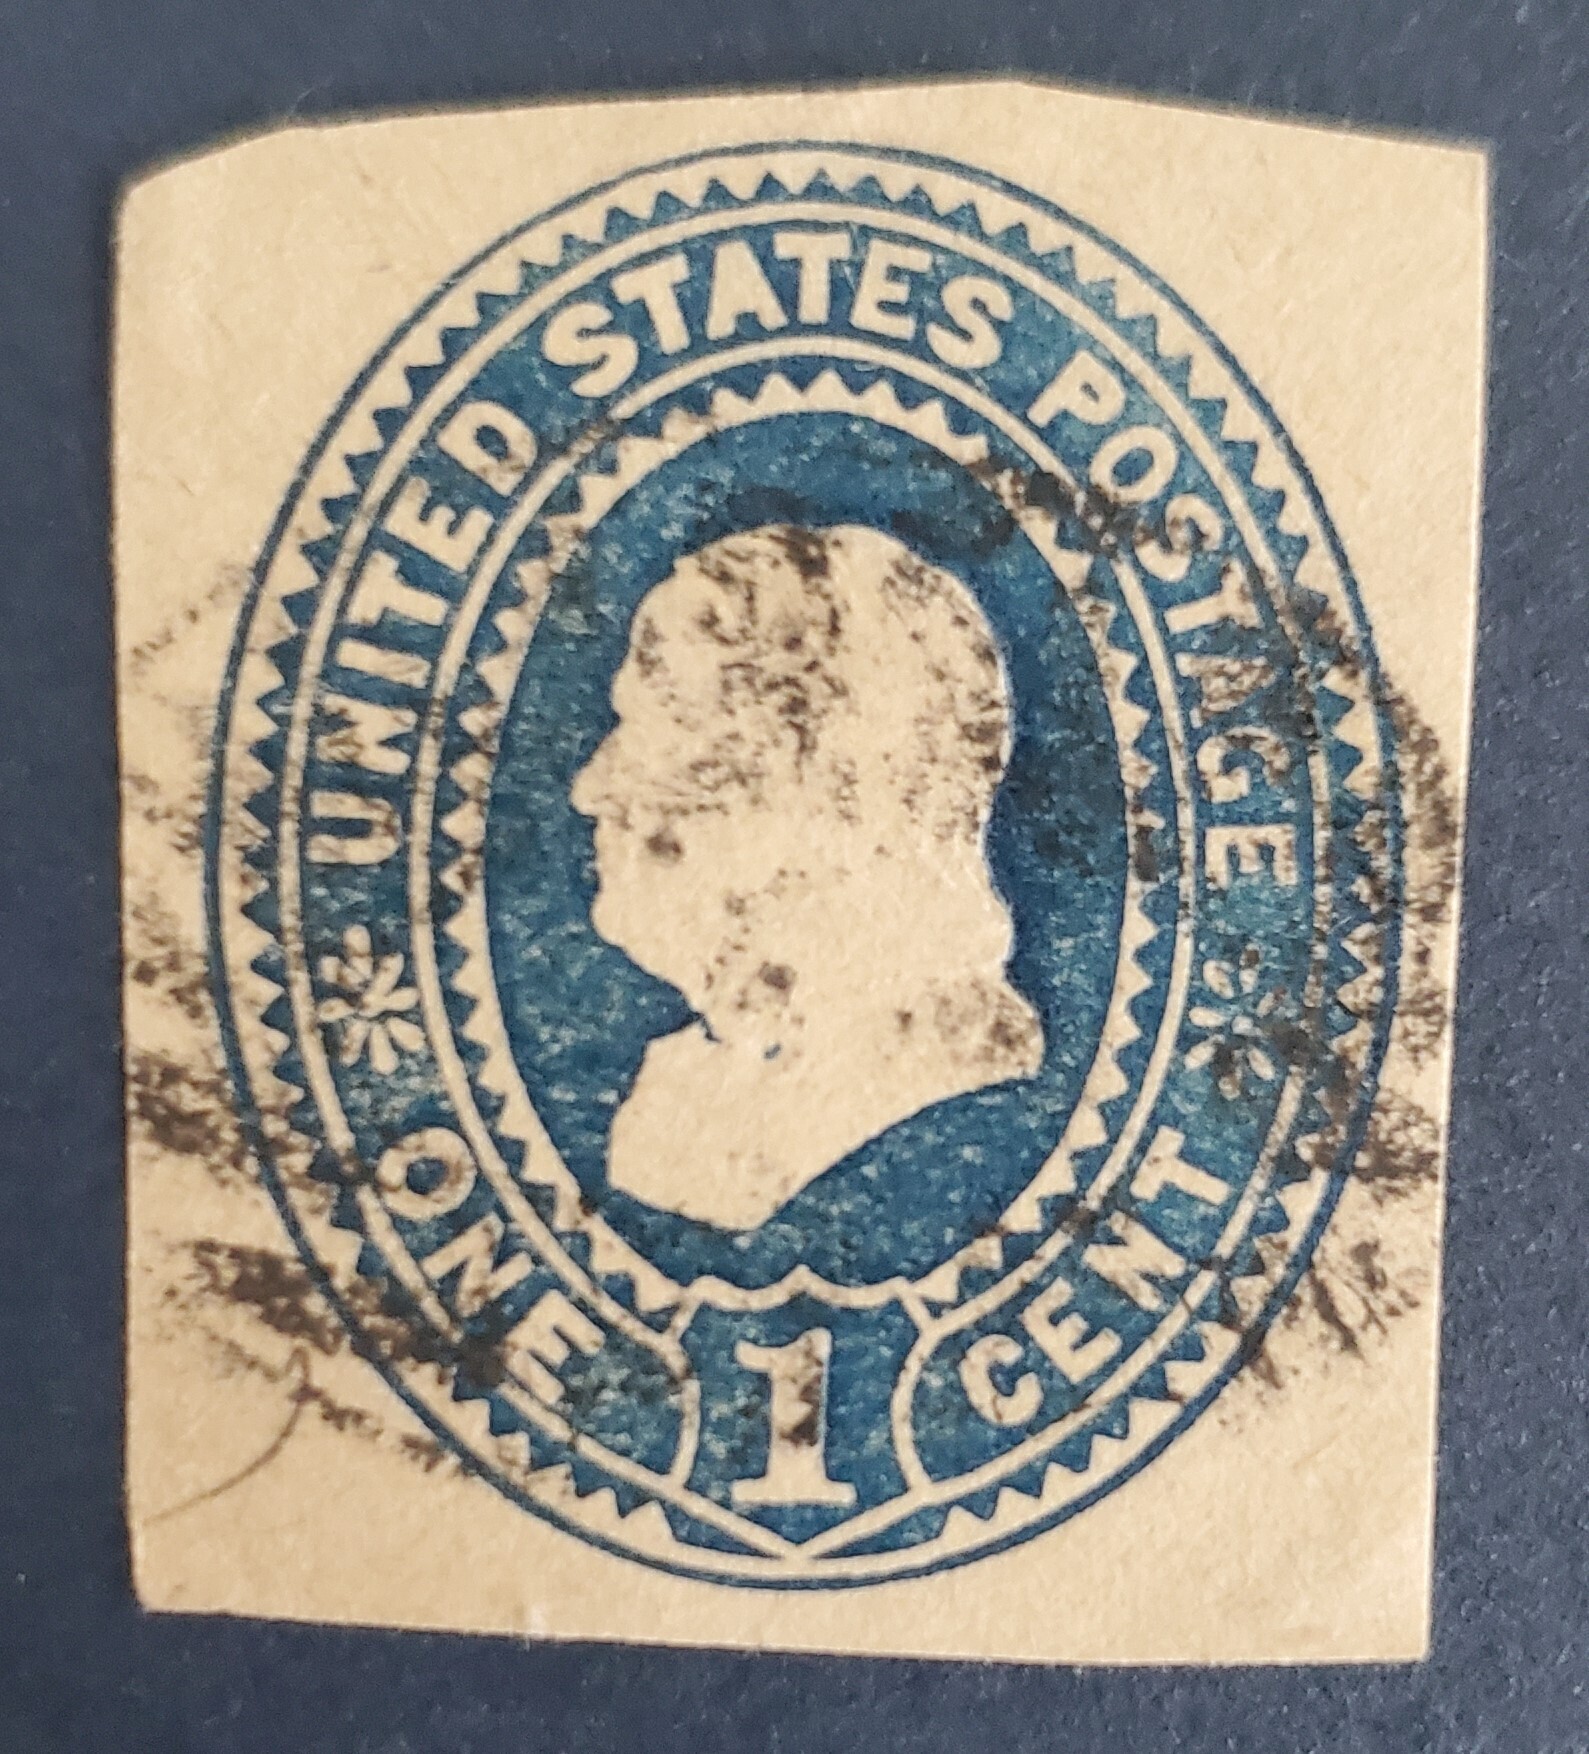 UNITED STATES POSTAGE
ONE CENT
1